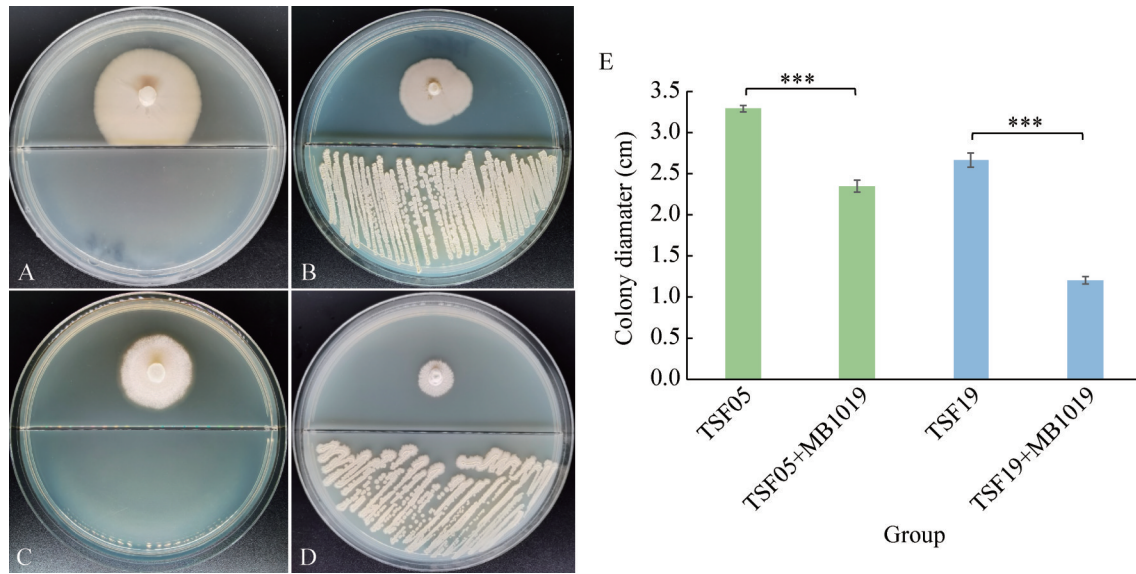 A
B
C
D
E
Colony diamater (cm)
3.5
3.0
2.5
2.0
1.5
1.0
0.5
0.0
***
***
TSF05
TSF05+MB1019
TSF19
TSF19+MB1019
Group